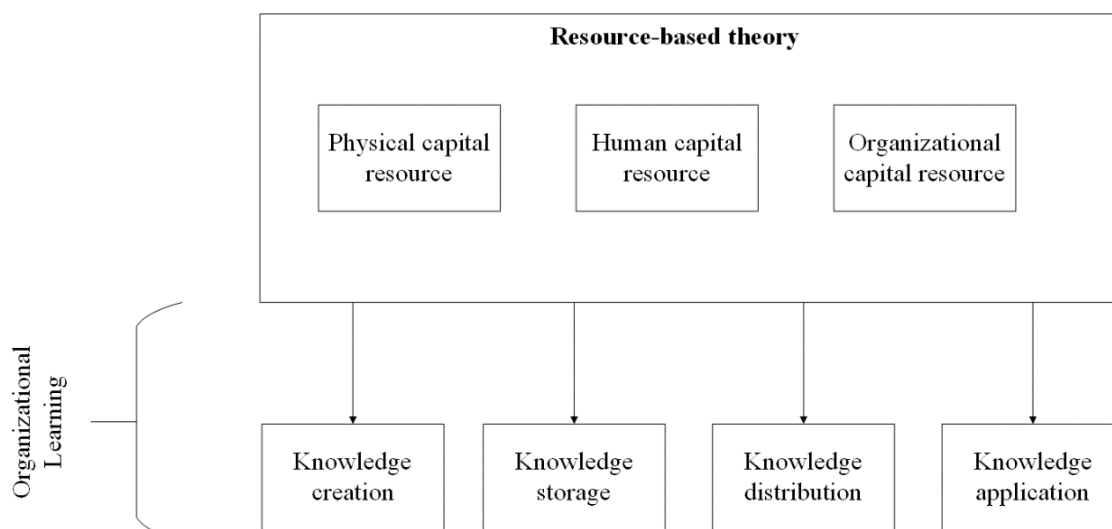 Resource-based theory
Physical capital
resource
Human capital
resource
Organizational
capital resource
Organizational
Learning
Knowledge
creation
Knowledge
storage
Knowledge
distribution
Knowledge
application